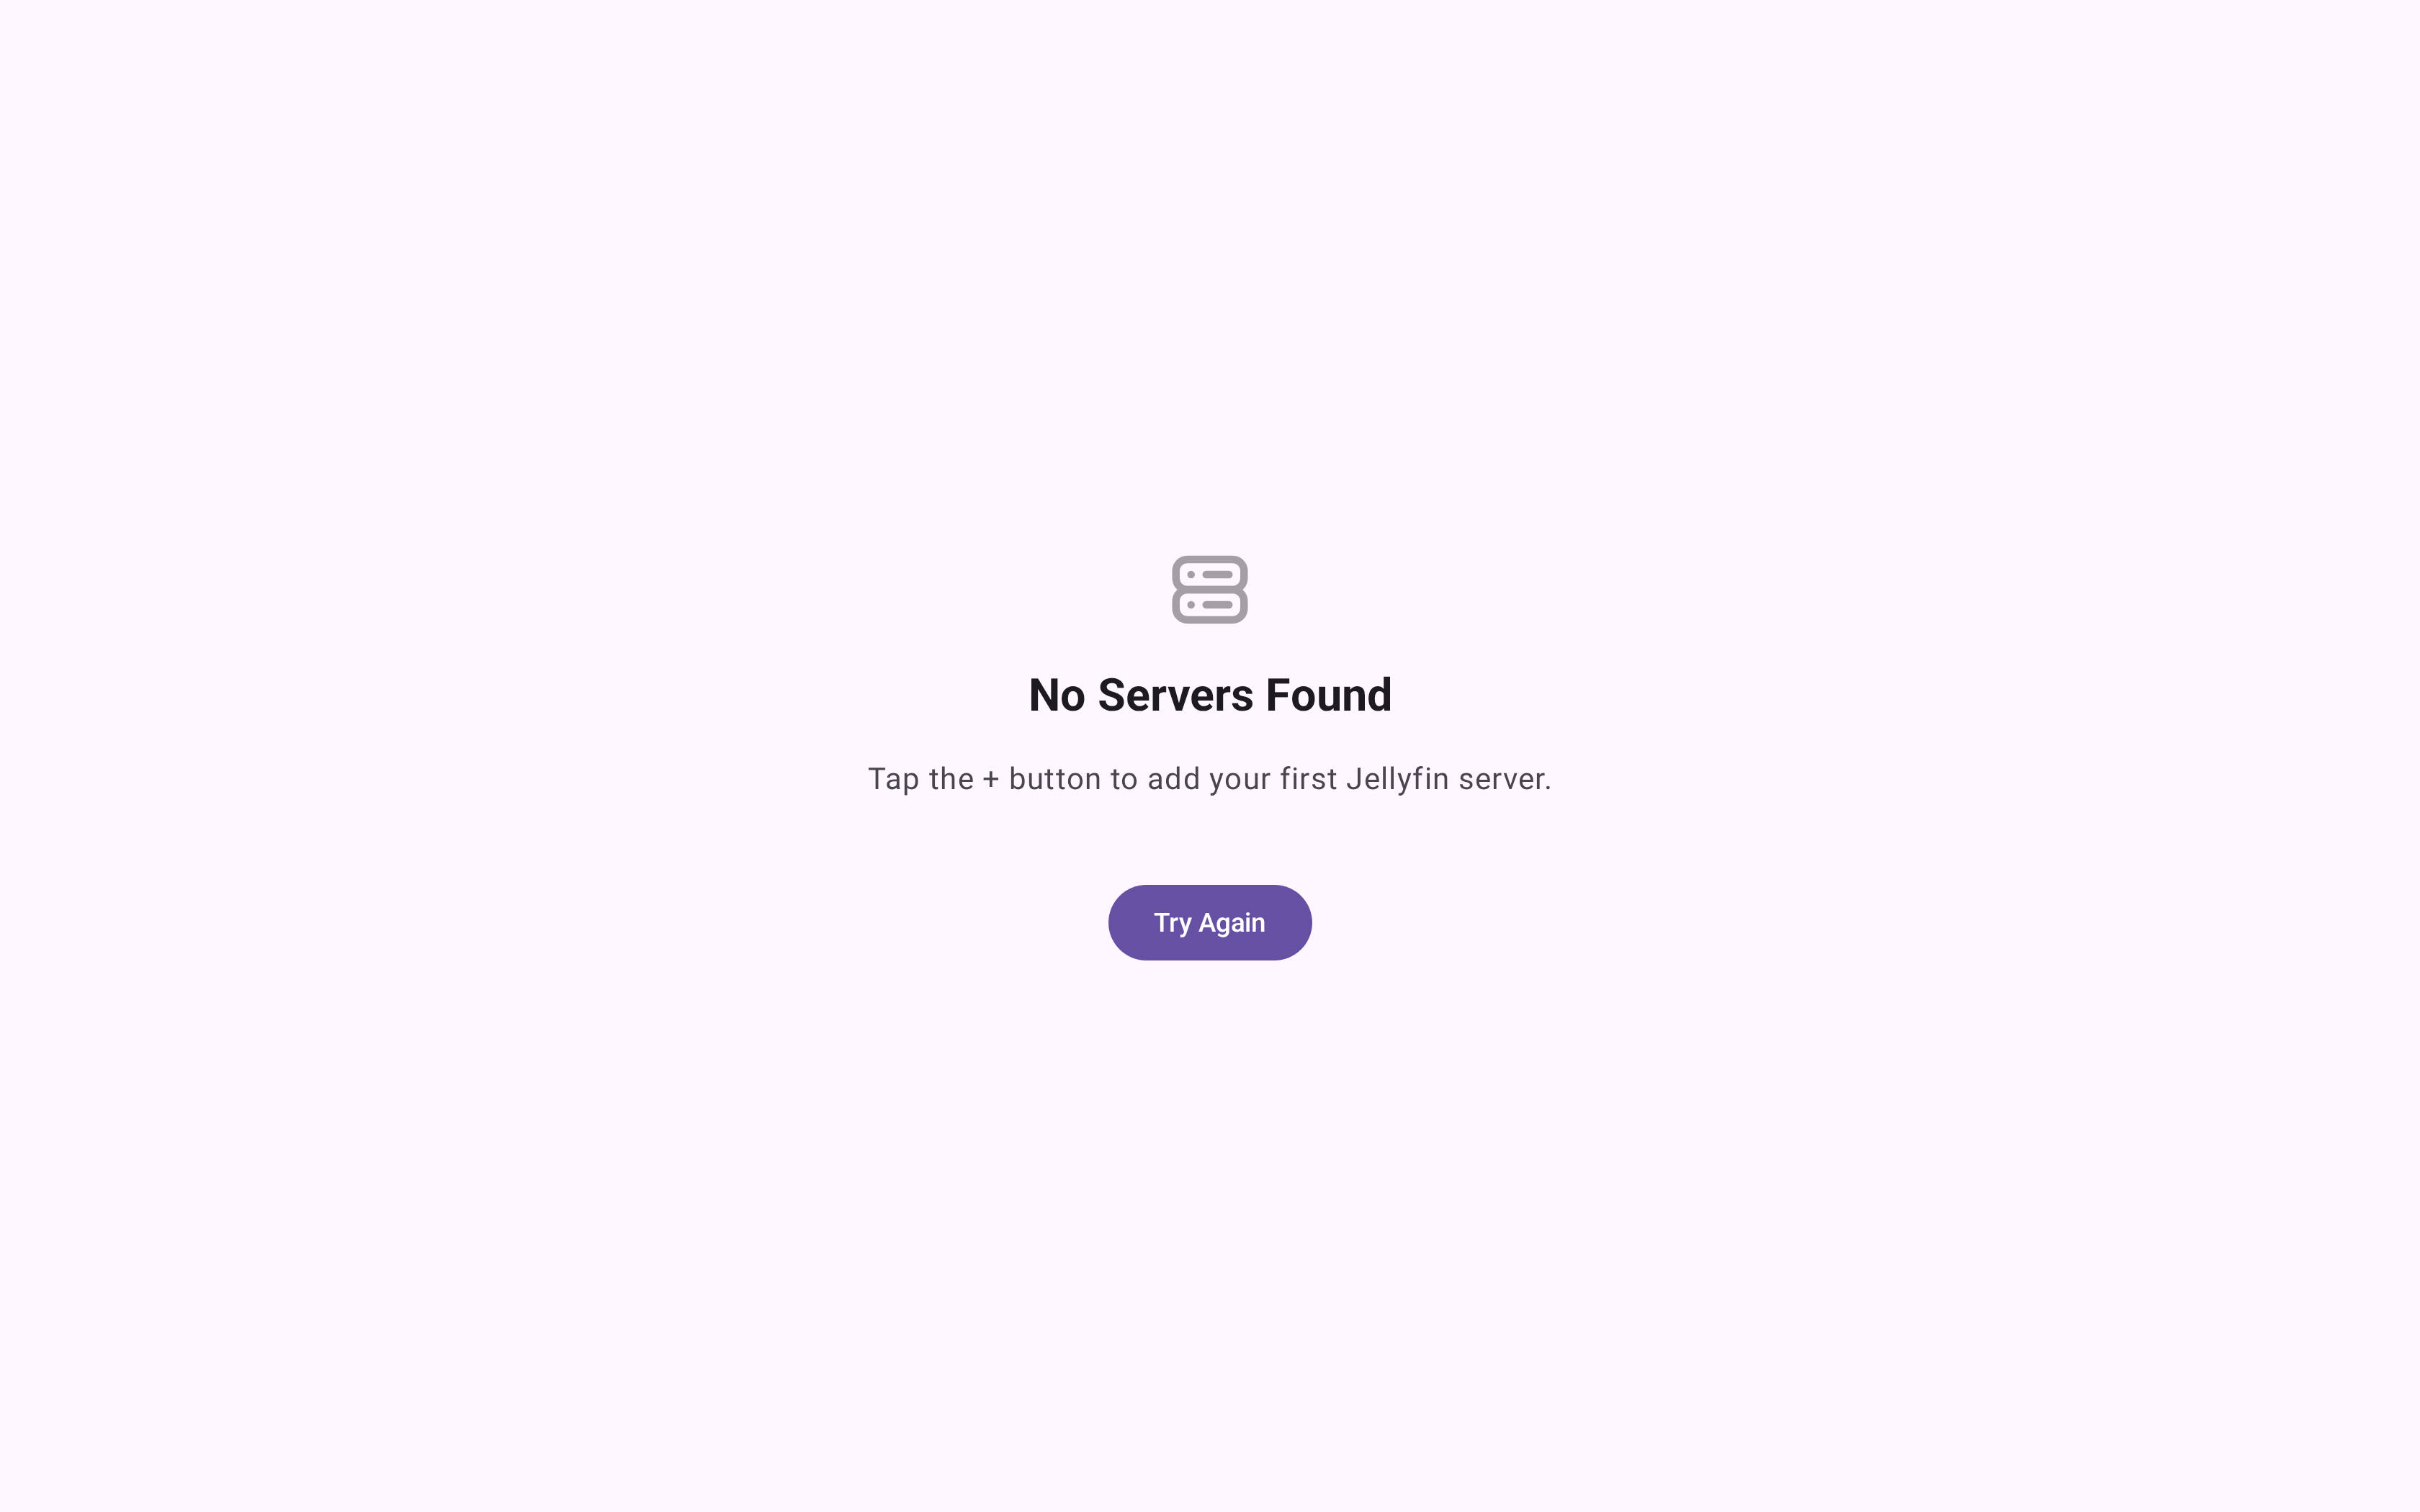 No Servers Found
Tap the + button to add your first Jellyfin server.
Try Again